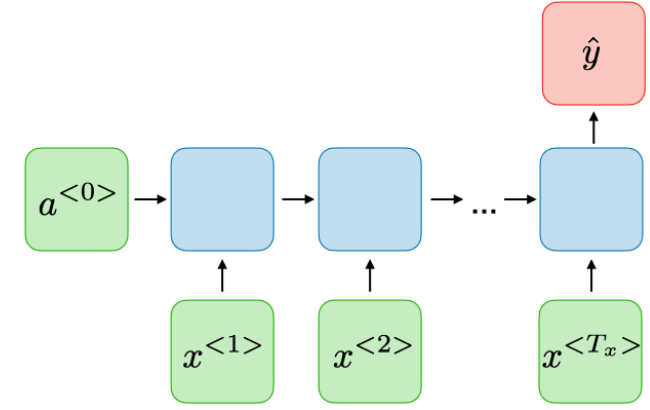 ŷ
a<0>
...
x<1>
x<2>
x<Tx>